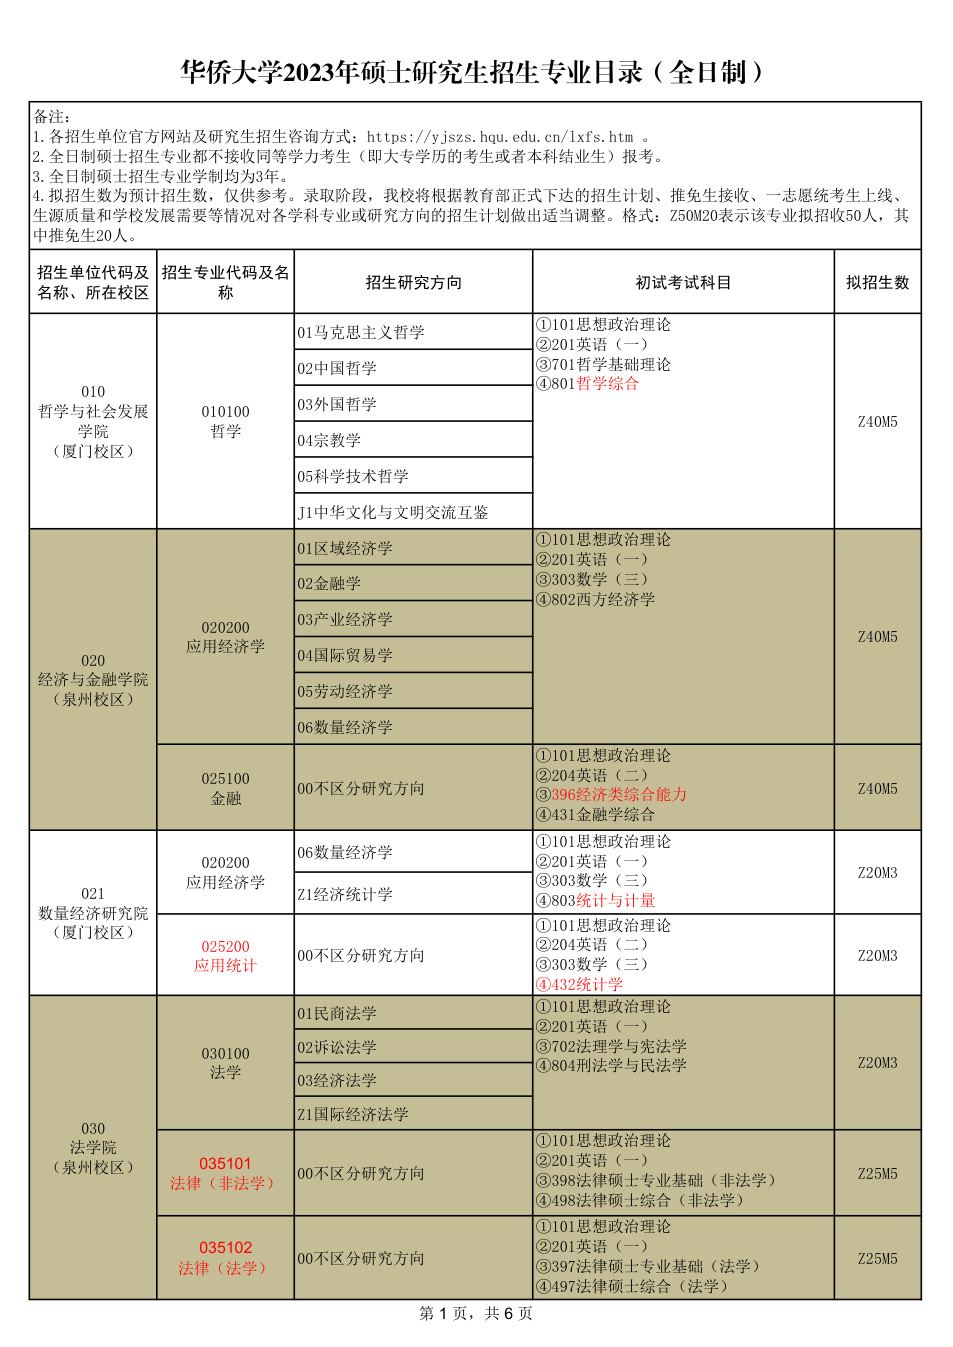 华侨大学2023年硕士研究生招生专业目录（全日制）
备注：
1.各招生单位官方网站及研究生招生咨询方式：https://yjszs.hqu.edu.cn/lxfs.htm 。
2.全日制硕士招生专业都不接收同等学力考生（即大专学历的考生或者本科结业生）报考。
3.全日制硕士招生专业学制均为3年。
4.拟招生数为预计招生数，仅供参考。录取阶段，我校将根据教育部正式下达的招生计划、推免生接收、一志愿统考生上线、
生源质量和学校发展需要等情况对各学科专业或研究方向的招生计划做出适当调整。格式：Z50M20表示该专业拟招收50人，其
中推免生20人。
招生单位代码及
名称、所在校区
招生专业代码及名
称
招生研究方向
初试考试科目
拟招生数
010
哲学与社会发展
学院
（厦门校区）
010100
哲学
01马克思主义哲学
02中国哲学
03外国哲学
04宗教学
05科学技术哲学
J1中华文化与文明交流互鉴
①101思想政治理论
②201英语（一）
③701哲学基础理论
④801哲学综合
Z40M5
020
经济与金融学院
（泉州校区）
020200
应用经济学
01区域经济学
02金融学
03产业经济学
04国际贸易学
05劳动经济学
06数量经济学
①101思想政治理论
②201英语（一）
③303数学（三）
④802西方经济学
Z40M5
025100
金融
00不区分研究方向
①101思想政治理论
②204英语（二）
③396经济类综合能力
④431金融学综合
Z40M5
021
数量经济研究院
（厦门校区）
020200
应用经济学
06数量经济学
Z1经济统计学
①101思想政治理论
②201英语（一）
③303数学（三）
④803统计与计量
Z20M3
025200
应用统计
00不区分研究方向
①101思想政治理论
②204英语（二）
③303数学（三）
④432统计学
Z20M3
030
法学院
（泉州校区）
030100
法学
01民商法学
02诉讼法学
03经济法学
Z1国际经济法学
①101思想政治理论
②201英语（一）
③702法理学与宪法学
④804刑法学与民法学
Z20M3
035101
法律（非法学）
00不区分研究方向
①101思想政治理论
②201英语（一）
③398法律硕士专业基础（非法学）
④498法律硕士综合（非法学）
Z25M5
035102
法律（法学）
00不区分研究方向
①101思想政治理论
②201英语（一）
③397法律硕士专业基础（法学）
④497法律硕士综合（法学）
Z25M5
第 1 页，共 6 页